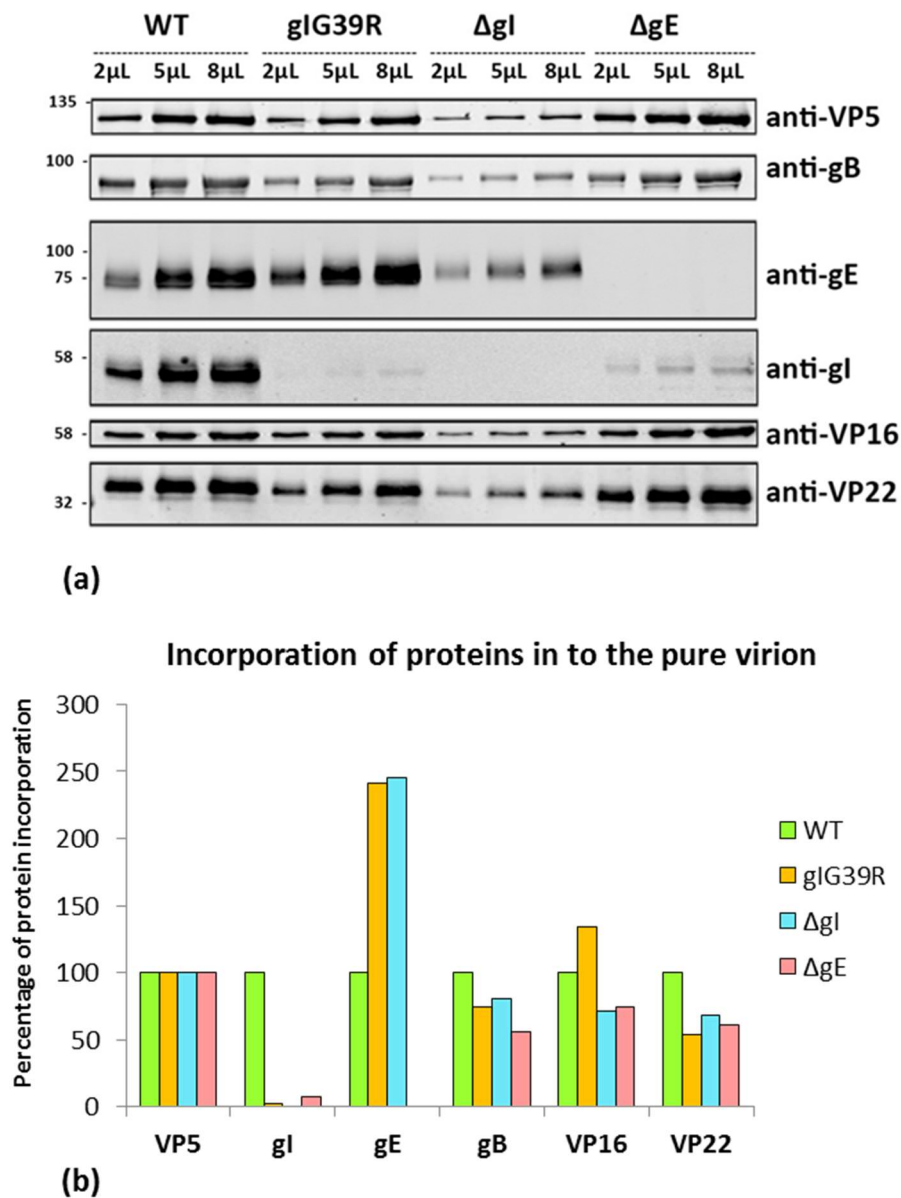 (a)
WT gIG39R ΔgI ΔgE
2μL 5μL 8μL 2μL 5μL 8μL 2μL 5μL 8μL 2μL 5μL 8μL
135 - anti-VP5
100 - anti-gB
100 -
75 - anti-gE
58 - anti-gI
58 - anti-VP16
32 - anti-VP22
(a)
Incorporation of proteins in to the pure virion
Percentage of protein incorporation
300
250
200
150
100
50
0
VP5 gI gE gB VP16 VP22
WT
gIG39R
ΔgI
ΔgE
(b)